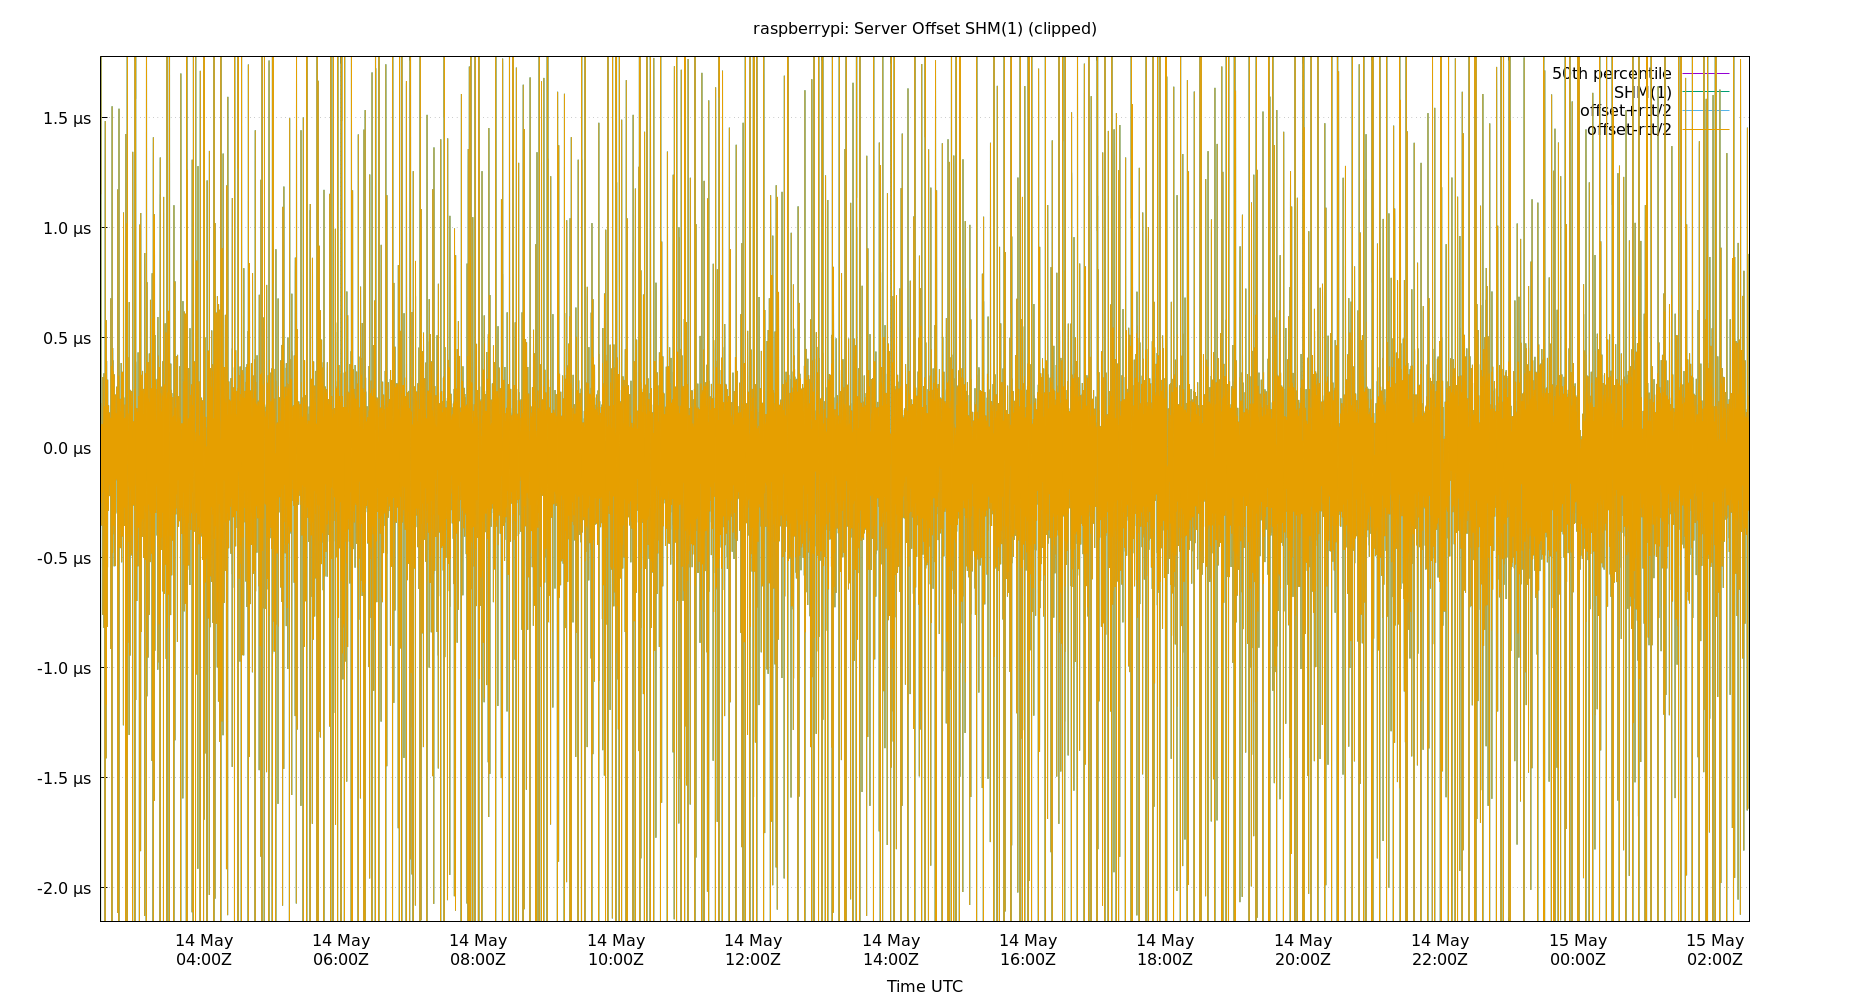 raspberrypi: Server Offset SHM(1) (clipped)
50th percentile
SHM(1)
offset+rtt/2
offset-rtt/2
1.5 μs
1.0 μs
0.5 μs
0.0 μs
-0.5 μs
-1.0 μs
-1.5 μs
-2.0 μs
14 May 14 May 14 May 14 May 14 May 14 May 14 May 14 May 14 May 14 May 15 May 15 May
04:00Z 06:00Z 08:00Z 10:00Z 12:00Z 14:00Z 16:00Z 18:00Z 20:00Z 22:00Z 00:00Z 02:00Z
Time UTC